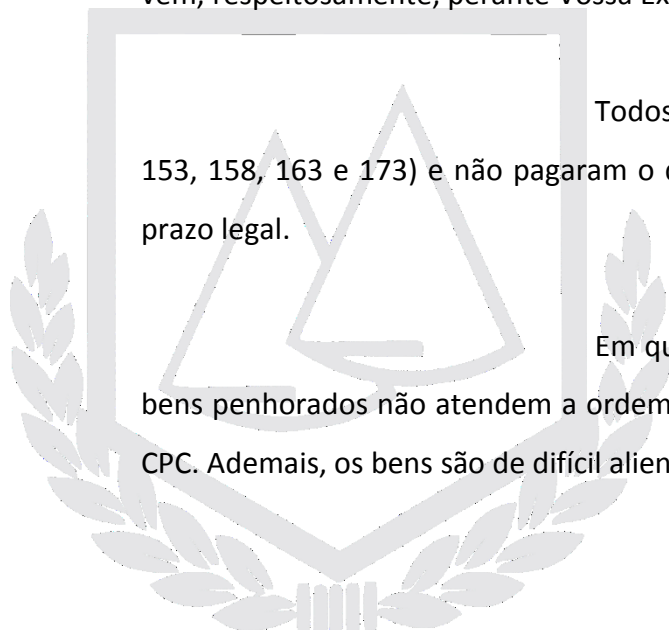 vem, respeitosamente, perante Vossa Ex
Todos
153, 158, 163 e 173) e não pagaram o
prazo legal.
Em qu
bens penhorados não atendem a ordem
CPC. Ademais, os bens são de difícil alien